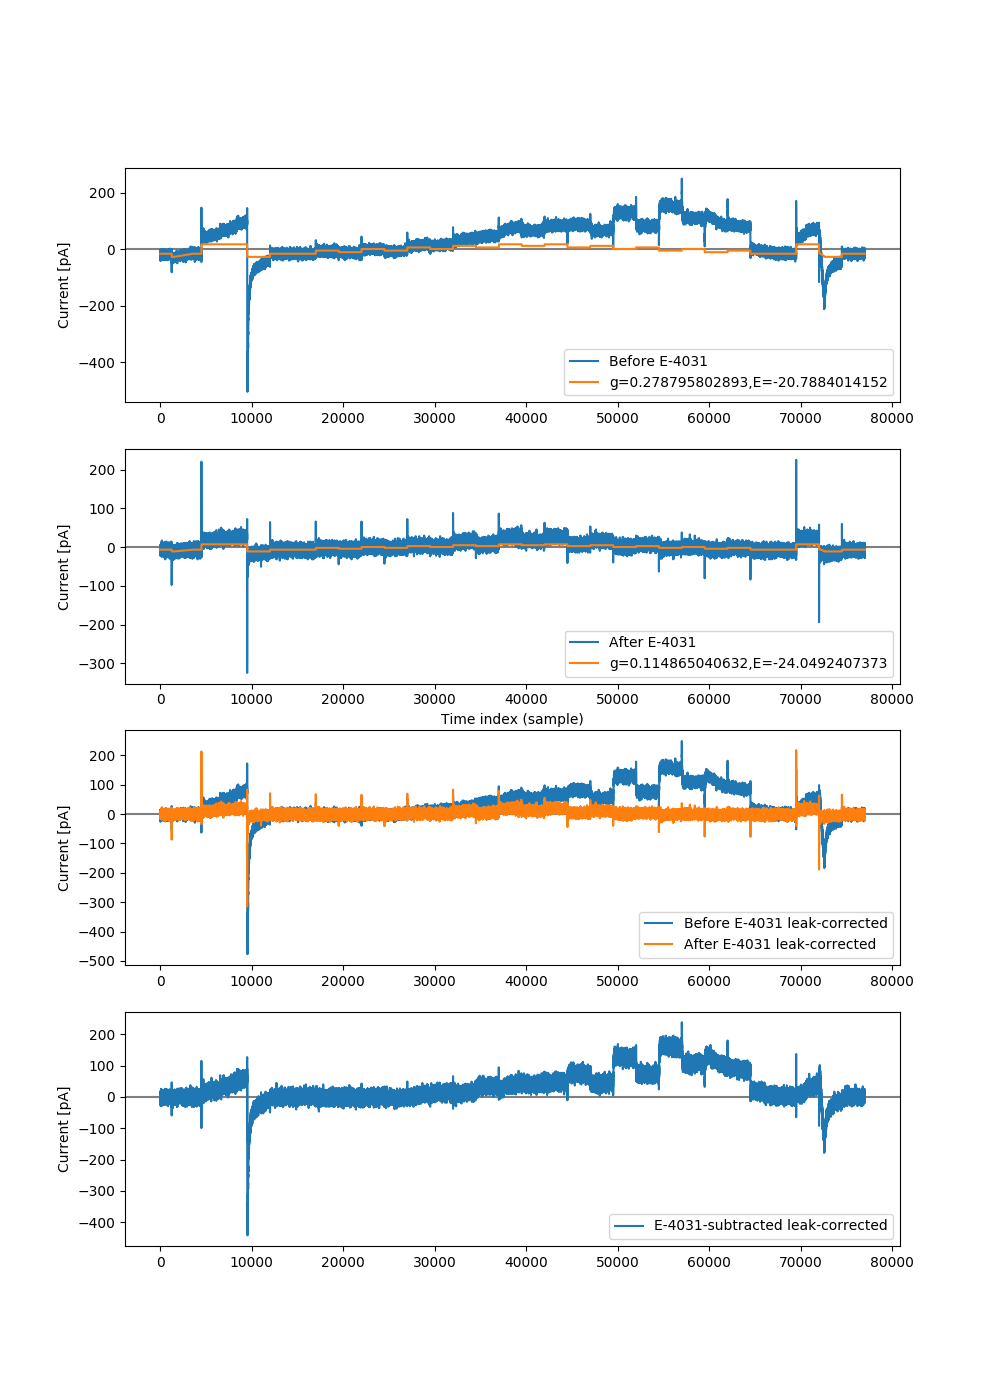 200
0
−200
−400
Current [pA]
Before E-4031
g=0.278795802893,E=-20.7884014152
0 10000 20000 30000 40000 50000 60000 70000 80000
200
100
0
−100
−200
−300
Current [pA]
After E-4031
g=0.114865040632,E=-24.0492407373
0 10000 20000 30000 40000 50000 60000 70000 80000
Time index (sample)
200
100
0
−100
−200
−300
−400
−500
Current [pA]
Before E-4031 leak-corrected
After E-4031 leak-corrected
0 10000 20000 30000 40000 50000 60000 70000 80000
200
100
0
−100
−200
−300
−400
Current [pA]
E-4031-subtracted leak-corrected
0 10000 20000 30000 40000 50000 60000 70000 80000